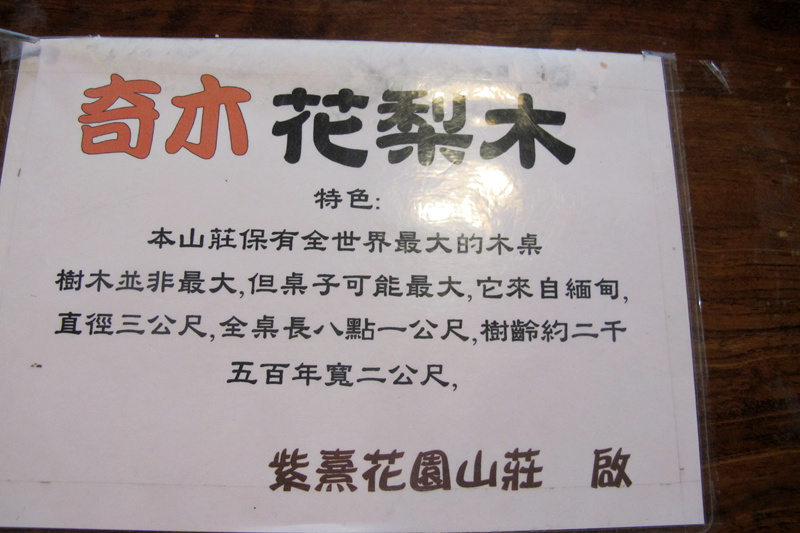 奇木 花梨木
特色:
本山莊保有全世界最大的木桌
樹木並非最大,但桌子可能最大,它來自緬甸,
直徑三公尺,全桌長八點一公尺,樹齡約二千
五百年寬二公尺,
紫熹花園山莊 啟